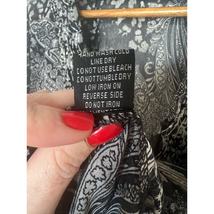 HAND WASH COLD
LINE DRY
DO NOT USE BLEACH
DO NOT TUMBLE DRY
LOW IRON ON
REVERSE SIDE
DO NOT IRON